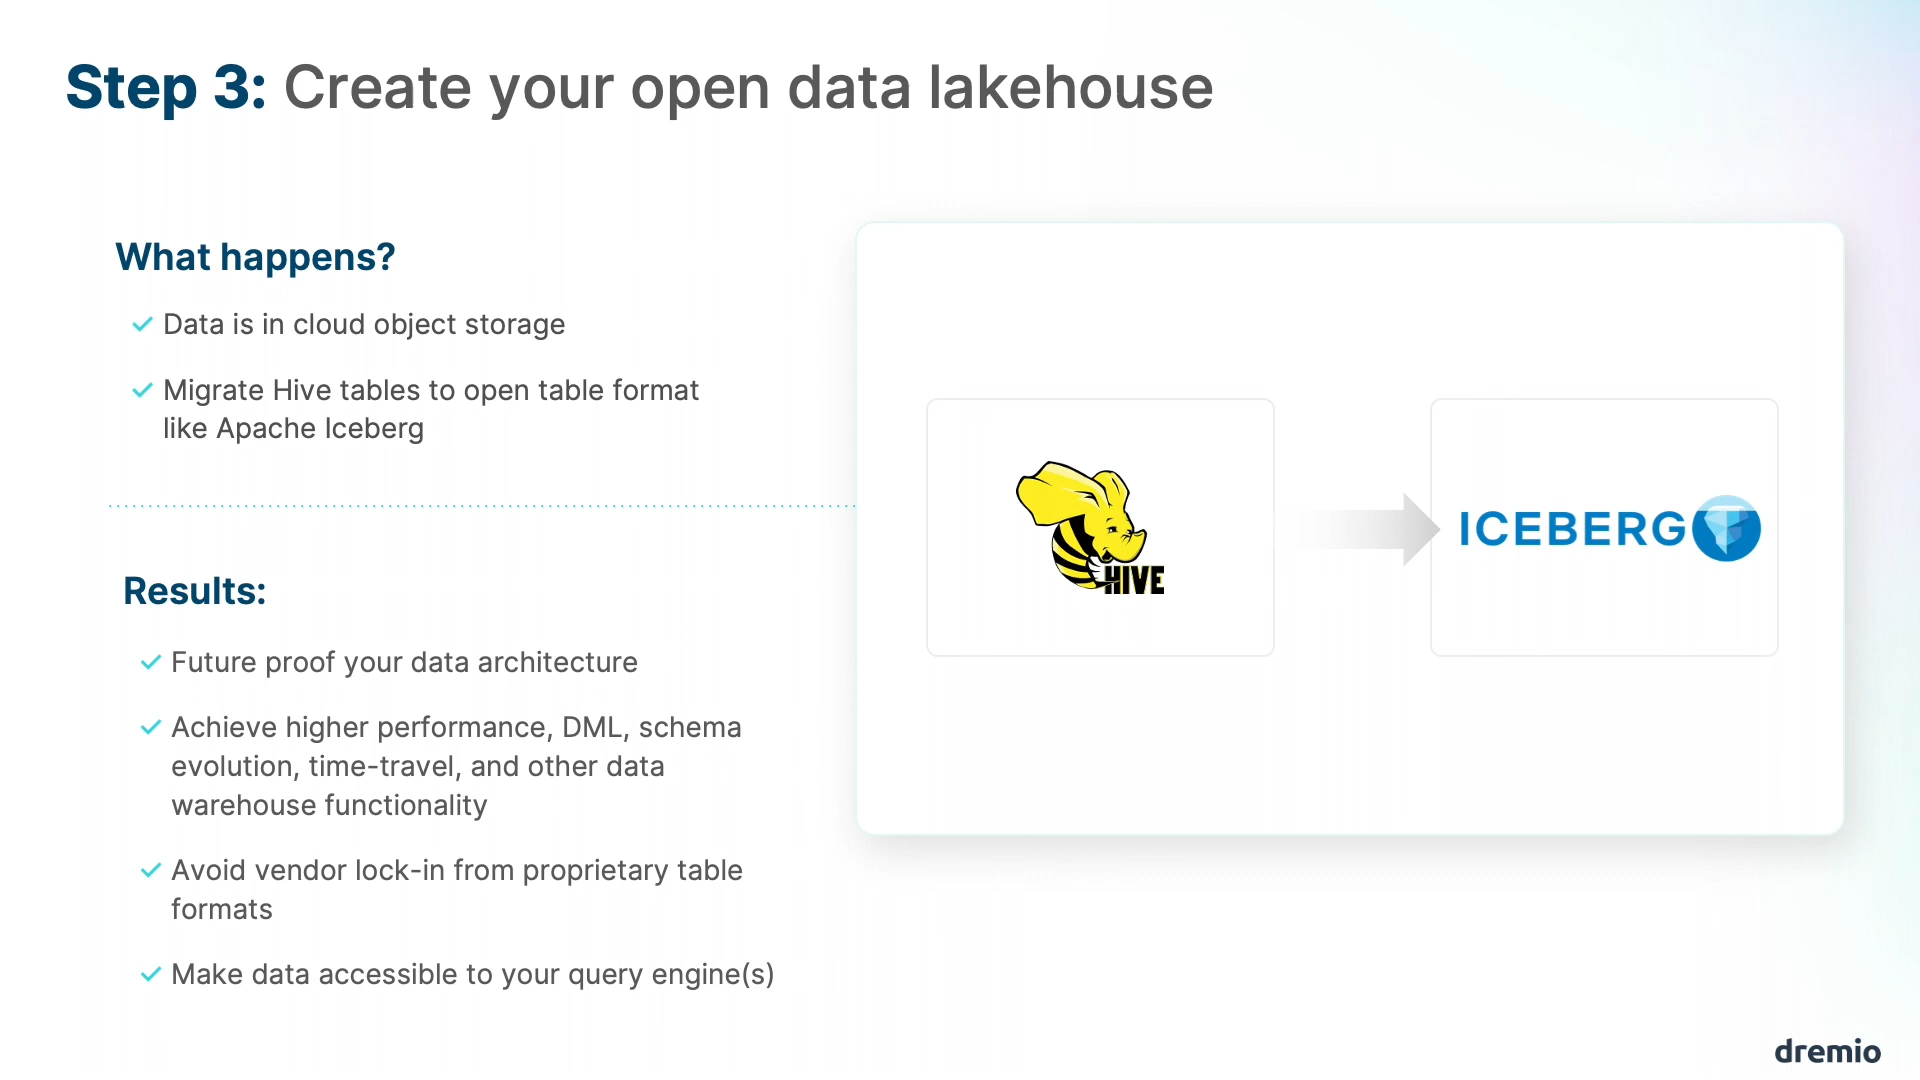 Step 3: Create your open data lakehouse
What happens?
Data is in cloud object storage
Migrate Hive tables to open table format
like Apache Iceberg
Results:
Future proof your data architecture
Achieve higher performance, DML, schema
evolution, time-travel, and other data
warehouse functionality
Avoid vendor lock-in from proprietary table
formats
Make data accessible to your query engine(s)
HIVE
ICEBERG
dremio